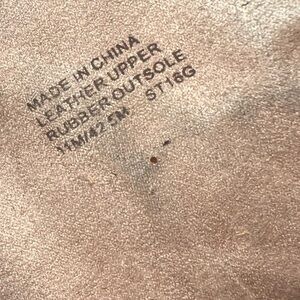 MADE IN CHINA
LEATHER UPPER
RUBBER OUTSOLE
11M/42.5M ST16G